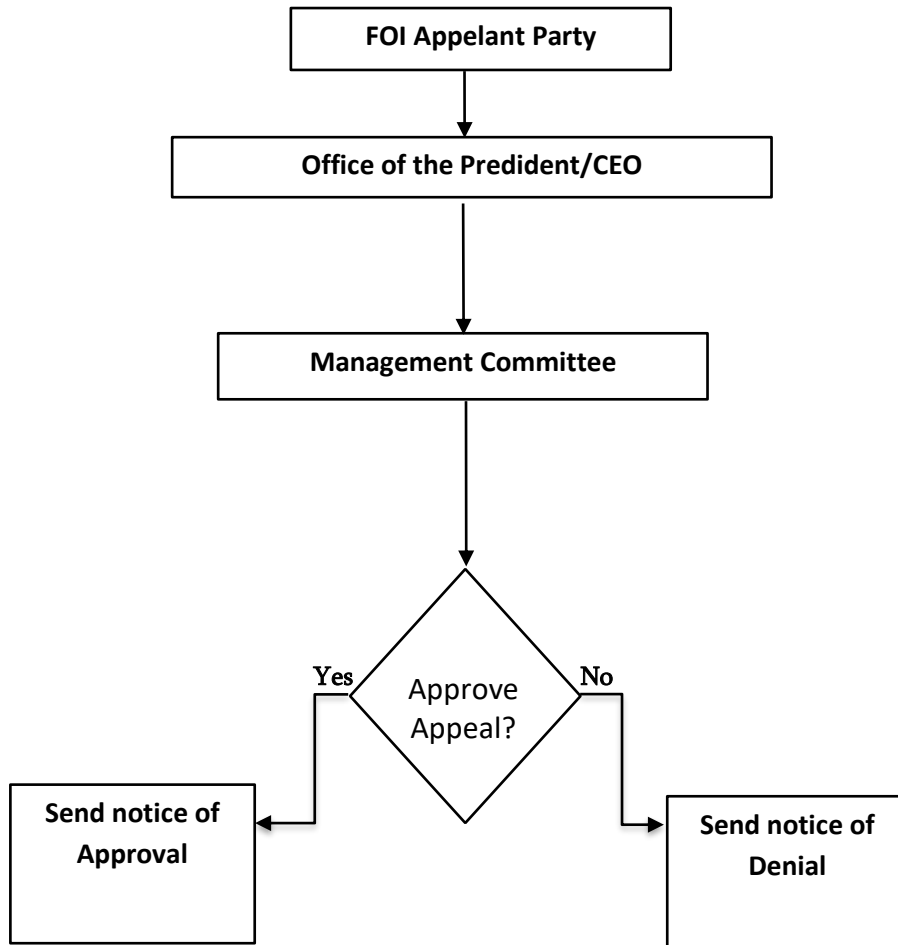 FOI Appelant Party
Office of the Predident/CEO
Management Committee
Yes
No
Approve
Appeal?
Send notice of
Approval
Send notice of
Denial